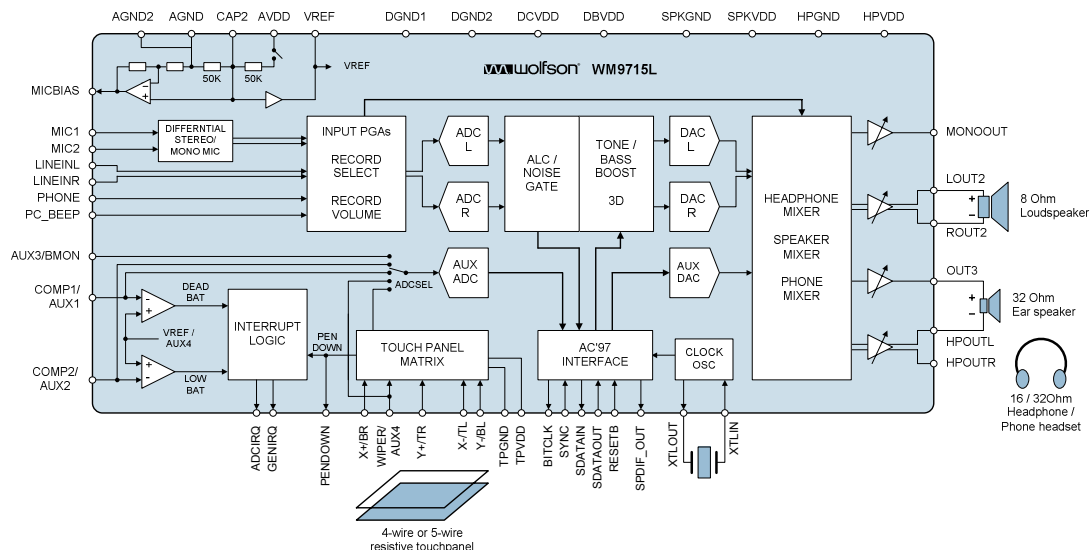 AGND2 AGND CAP2 AVDD VREF DGND1 DGND2 DCVDD DBVDD SPKGND SPKVDD HPGND HPVDD
50K 50K VREF
wolfson WM9715L
MICBIAS
MIC1
MIC2
LINEINL
LINEINR
PHONE
PC_BEEP
AUX3/BMON
COMP1/
AUX1
COMP2/
AUX2
DIFFERNTIAL
STEREO/
MONO MIC
INPUT PGAs
RECORD
SELECT
RECORD
VOLUME
ADC
L
ADC
R
ALC /
NOISE
GATE
TONE /
BASS
BOOST
3D
DAC
L
DAC
R
HEADPHONE
MIXER
SPEAKER
MIXER
PHONE
MIXER
MONOOUT
LOUT2
+
−
ROUT2
8 Ohm
Loudspeaker
OUT3
+
−
32 Ohm
Ear speaker
HPOUTL
HPOUTR
16 / 32Ohm
Headphone /
Phone headset
ADCSEL
AUX
ADC
AUX
DAC
DEAD
BAT
VREF /
AUX4
LOW
BAT
-
+
+
-
-
+
INTERRUPT
LOGIC
PEN
DOWN
TOUCH PANEL
MATRIX
AC'97
INTERFACE
CLOCK
OSC
ADCIRQ
GENIRQ
PENDOWN
X+/BR
WIPER/
AUX4
Y+/TR
X-/TL
Y-/BL
TPGND
TPVDD
BITCLK
SYNC
SDATAIN
SDATAOUT
RESETB
SPDIF_OUT
XTLOUT
XTLIN
4-wire or 5-wire
resistive touchpanel